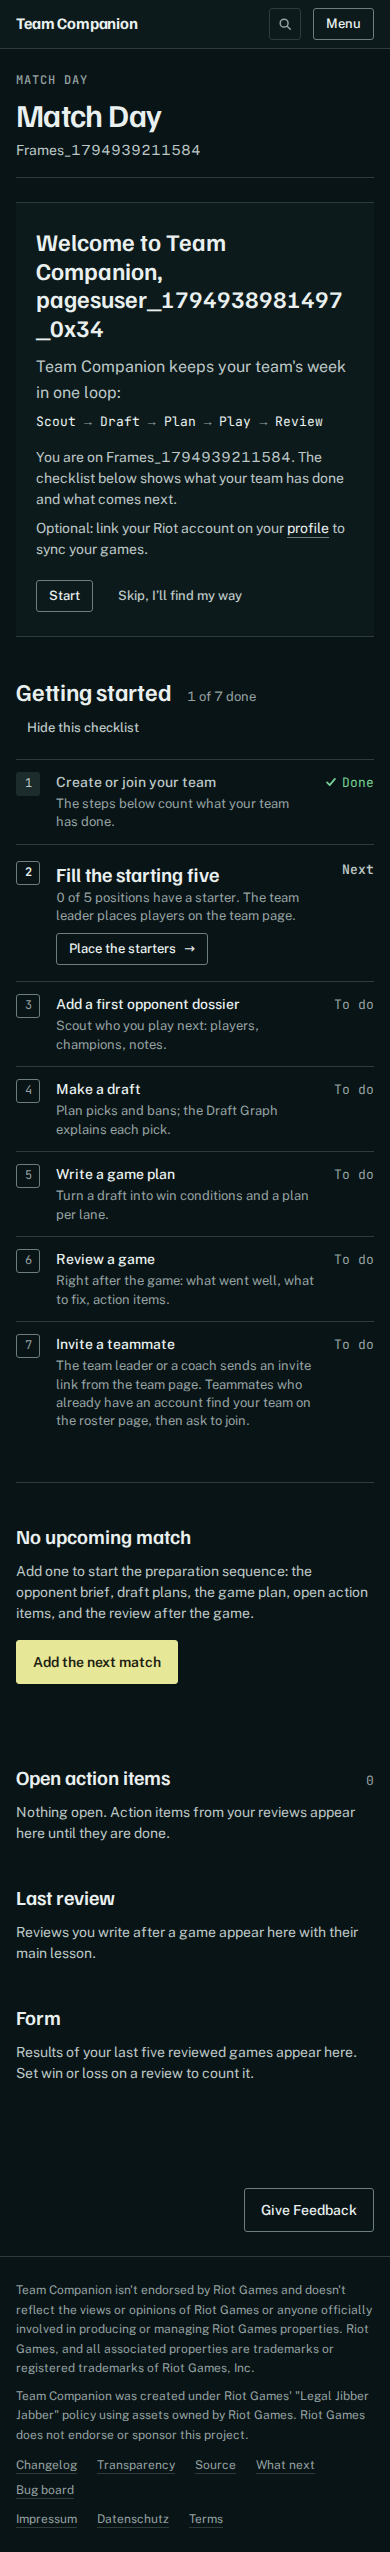 Team Companion
Menu
MATCH DAY
Match Day
Frames_1794939211584
Welcome to Team
Companion,
pagesuser_1794938981497
_0x34
Team Companion keeps your team's week
in one loop:
Scout → Draft → Plan → Play → Review
You are on Frames_1794939211584. The
checklist below shows what your team has done
and what comes next.
Optional: link your Riot account on your profile to
sync your games.
Start Skip, I'll find my way
Getting started 1 of 7 done
Hide this checklist
1 Create or join your team ✓ Done
The steps below count what your team
has done.
2 Fill the starting five Next
0 of 5 positions have a starter. The team
leader places players on the team page.
Place the starters →
3 Add a first opponent dossier To do
Scout who you play next: players,
champions, notes.
4 Make a draft To do
Plan picks and bans; the Draft Graph
explains each pick.
5 Write a game plan To do
Turn a draft into win conditions and a plan
per lane.
6 Review a game To do
Right after the game: what went well, what
to fix, action items.
7 Invite a teammate To do
The team leader or a coach sends an invite
link from the team page. Teammates who
already have an account find your team on
the roster page, then ask to join.
No upcoming match
Add one to start the preparation sequence: the
opponent brief, draft plans, the game plan, open action
items, and the review after the game.
Add the next match
Open action items 0
Nothing open. Action items from your reviews appear
here until they are done.
Last review
Reviews you write after a game appear here with their
main lesson.
Form
Results of your last five reviewed games appear here.
Set win or loss on a review to count it.
Give Feedback
Team Companion isn't endorsed by Riot Games and doesn't
reflect the views or opinions of Riot Games or anyone officially
involved in producing or managing Riot Games properties. Riot
Games, and all associated properties are trademarks or
registered trademarks of Riot Games, Inc.
Team Companion was created under Riot Games' "Legal Jibber
Jabber" policy using assets owned by Riot Games. Riot Games
does not endorse or sponsor this project.
Changelog Transparency Source What next
Bug board
Impressum Datenschutz Terms